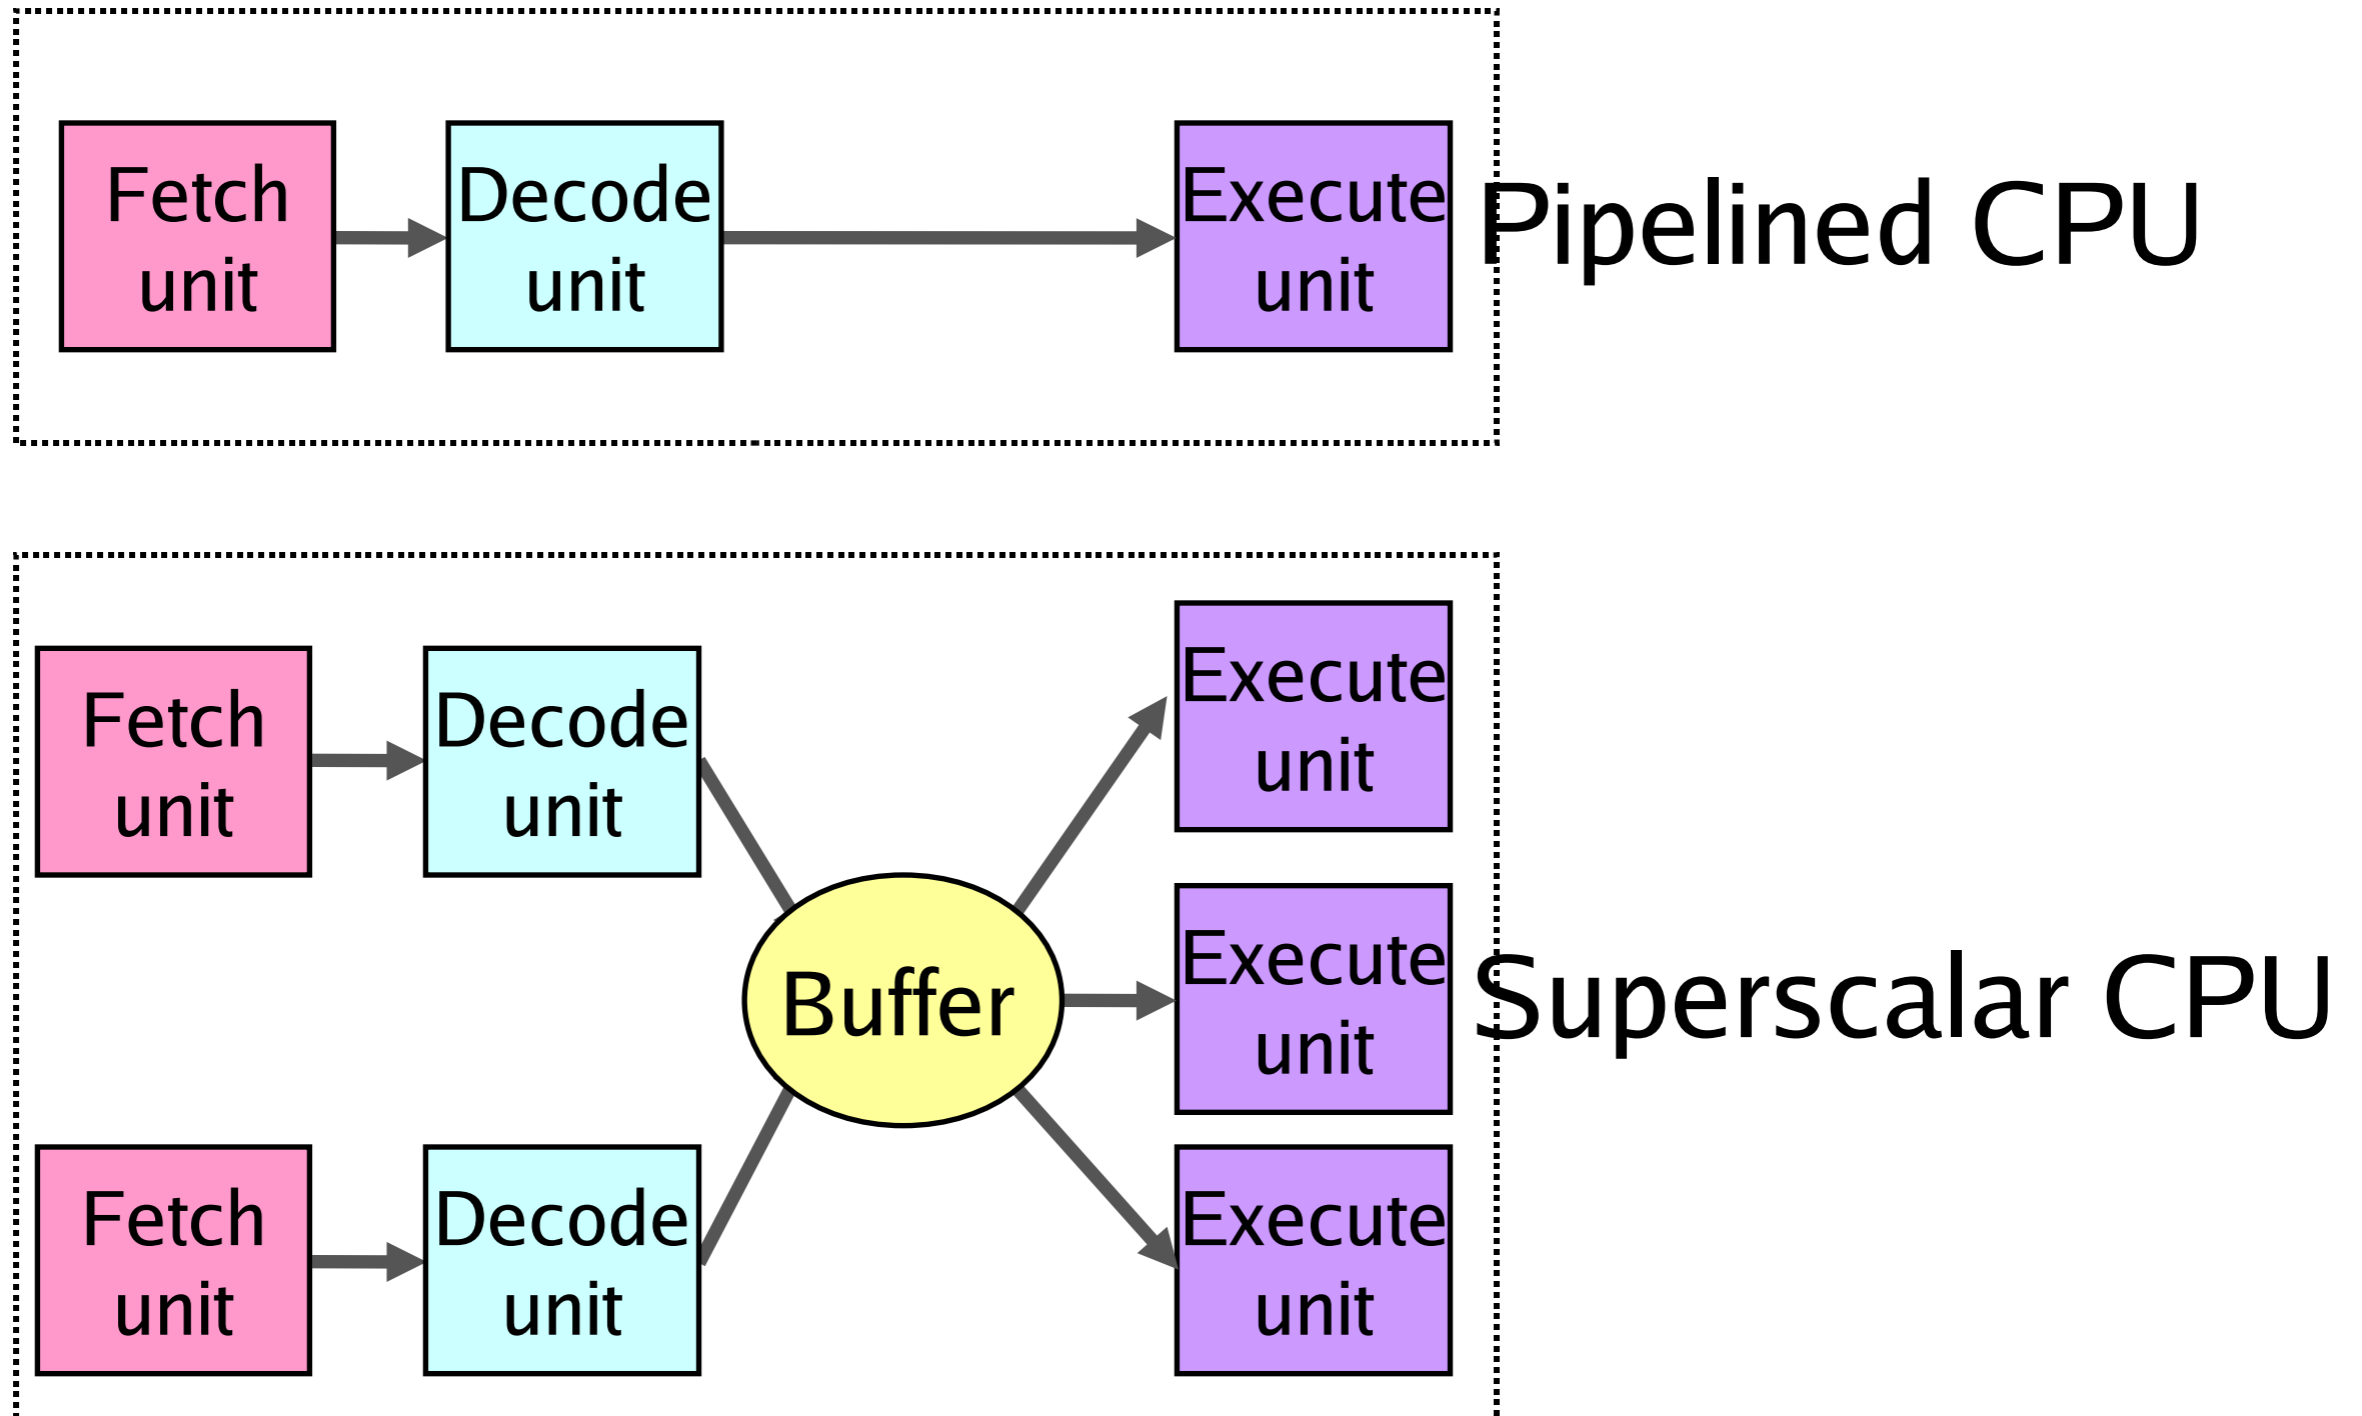 Fetch
unit
Decode
unit
Execute
unit
Pipelined CPU
Fetch
unit
Decode
unit
Fetch
unit
Decode
unit
Buffer
Execute
unit
Execute
unit
Execute
unit
Superscalar CPU